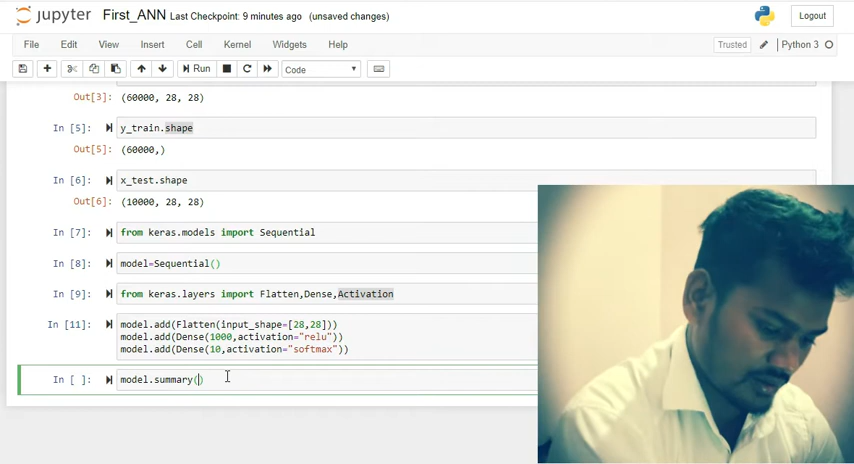 jupyter First_ANN Last Checkpoint: 9 minutes ago (unsaved changes) Logout
File Edit View Insert Cell Kernel Widgets Help Trusted Python 3
Run Code
Out[3]: (60000, 28, 28)
In [5]: y_train.shape
Out[5]: (60000,)
In [6]: x_test.shape
Out[6]: (10000, 28, 28)
In [7]: from keras.models import Sequential
In [8]: model=Sequential()
In [9]: from keras.layers import Flatten,Dense,Activation
In [11]: model.add(Flatten(input_shape=[28,28]))
model.add(Dense(1000,activation="relu"))
model.add(Dense(10,activation="softmax"))
In [ ]: model.summary()